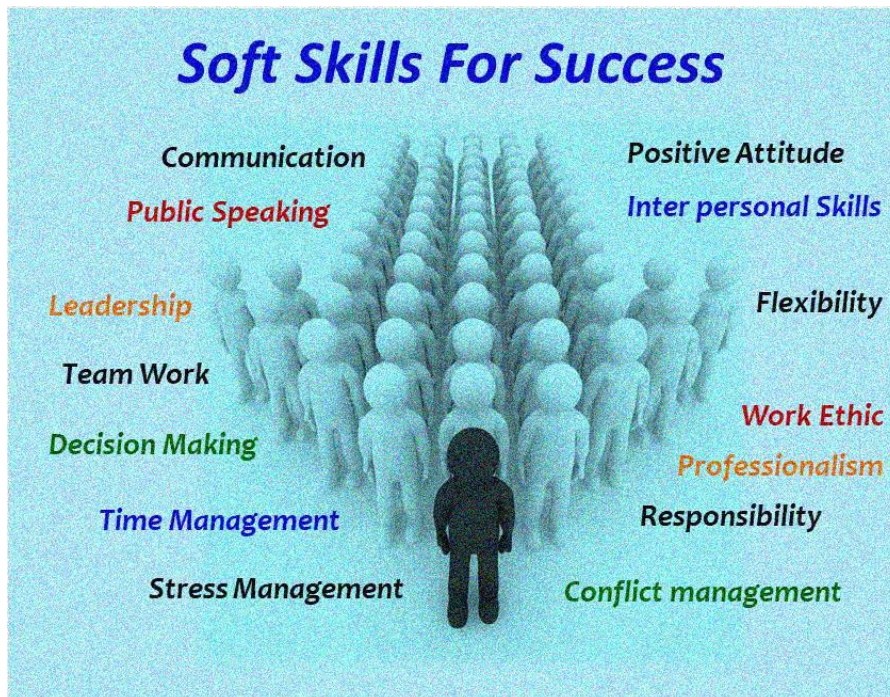 Soft Skills For Success
Communication
Positive Attitude
Public Speaking
Inter personal Skills
Leadership
Flexibility
Team Work
Work Ethic
Decision Making
Professionalism
Time Management
Responsibility
Stress Management
Conflict management